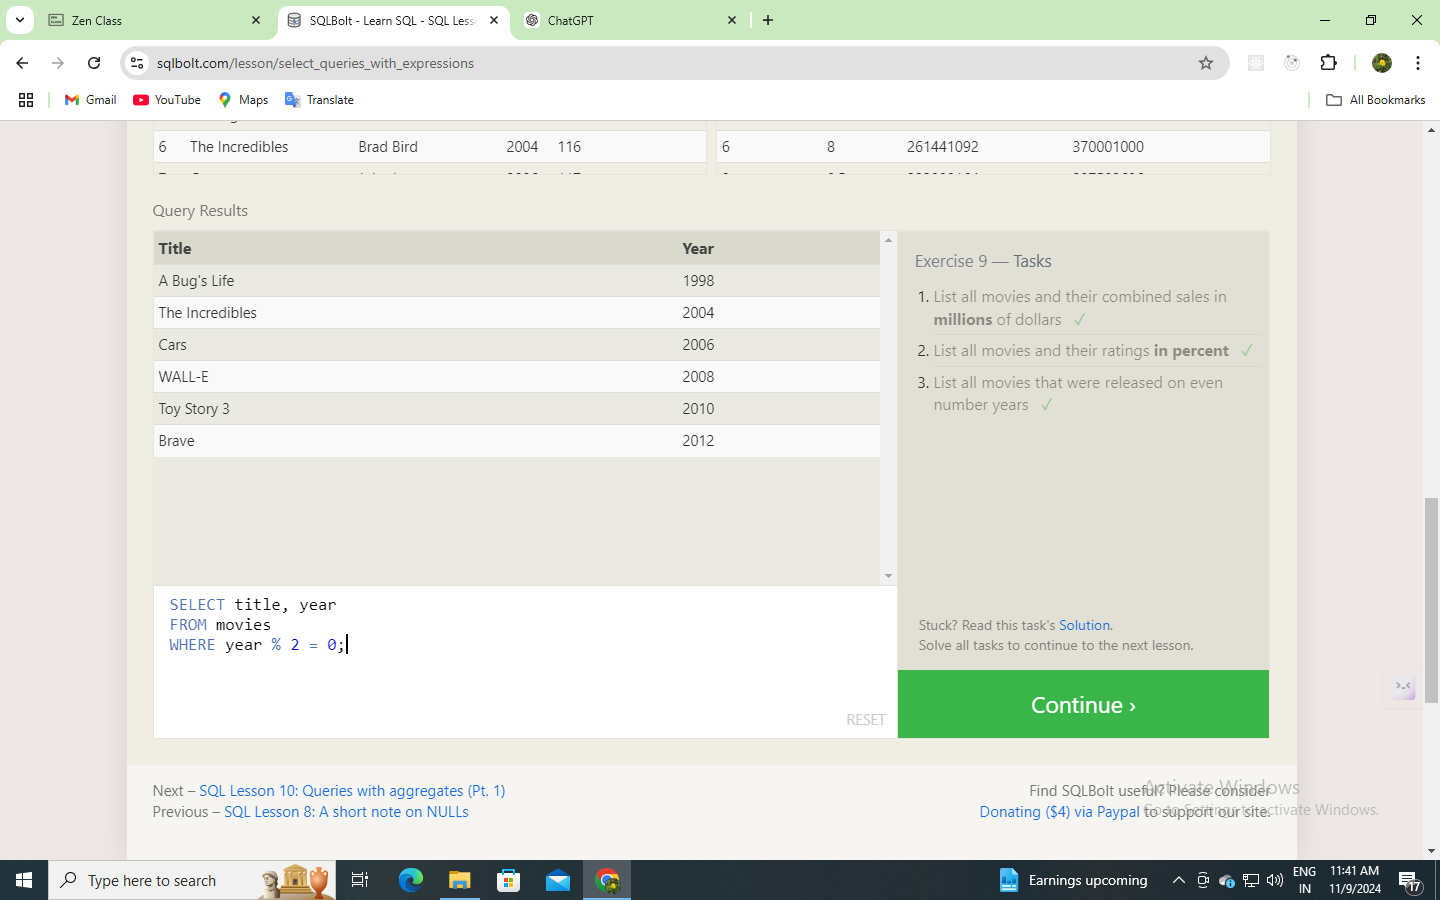 Zen Class
SQLBolt - Learn SQL - SQL Less
ChatGPT
sqlbolt.com/lesson/select_queries_with_expressions
Gmail
YouTube
Maps
Translate
All Bookmarks
6 The Incredibles Brad Bird 2004 116
6 8 261441092 370001000
Query Results
Title Year
A Bug's Life 1998
The Incredibles 2004
Cars 2006
WALL-E 2008
Toy Story 3 2010
Brave 2012
Exercise 9 — Tasks
1. List all movies and their combined sales in
millions of dollars ✓
2. List all movies and their ratings in percent ✓
3. List all movies that were released on even
number years ✓
SELECT title, year
FROM movies
WHERE year % 2 = 0;
RESET
Stuck? Read this task's Solution.
Solve all tasks to continue to the next lesson.
Continue ›
Next – SQL Lesson 10: Queries with aggregates (Pt. 1)
Previous – SQL Lesson 8: A short note on NULLs
Find SQLBolt useful? Please consider
Donating ($4) via Paypal to support our site.
Activate Windows
Go to Settings to activate Windows.
Type here to search
Earnings upcoming
ENG
IN
11:41 AM
11/9/2024
17